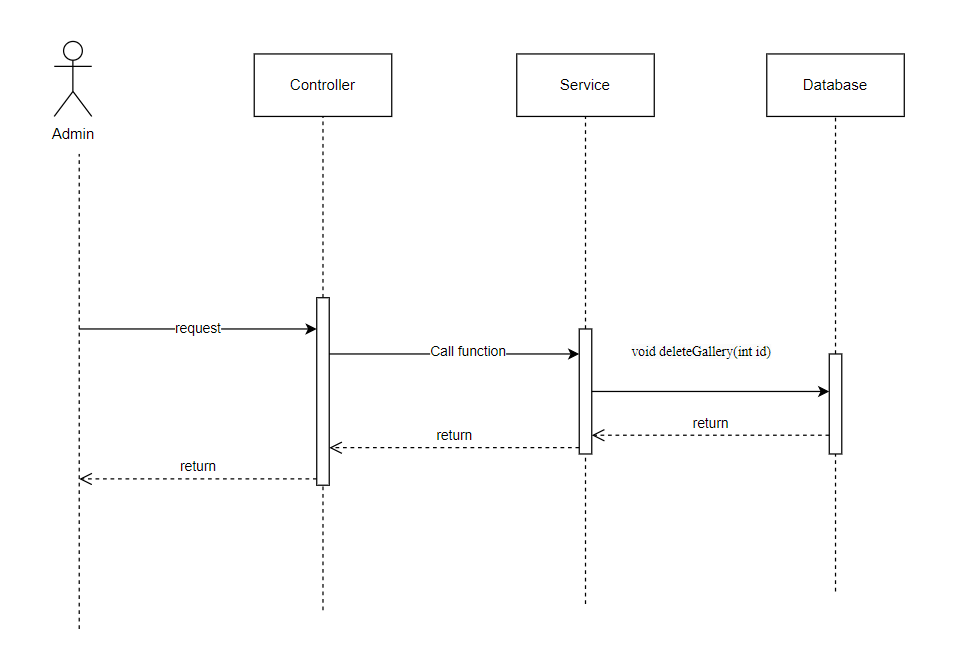 Admin
Controller
Service
Database
request
Call function
void deleteGallery(int id)
return
return
return